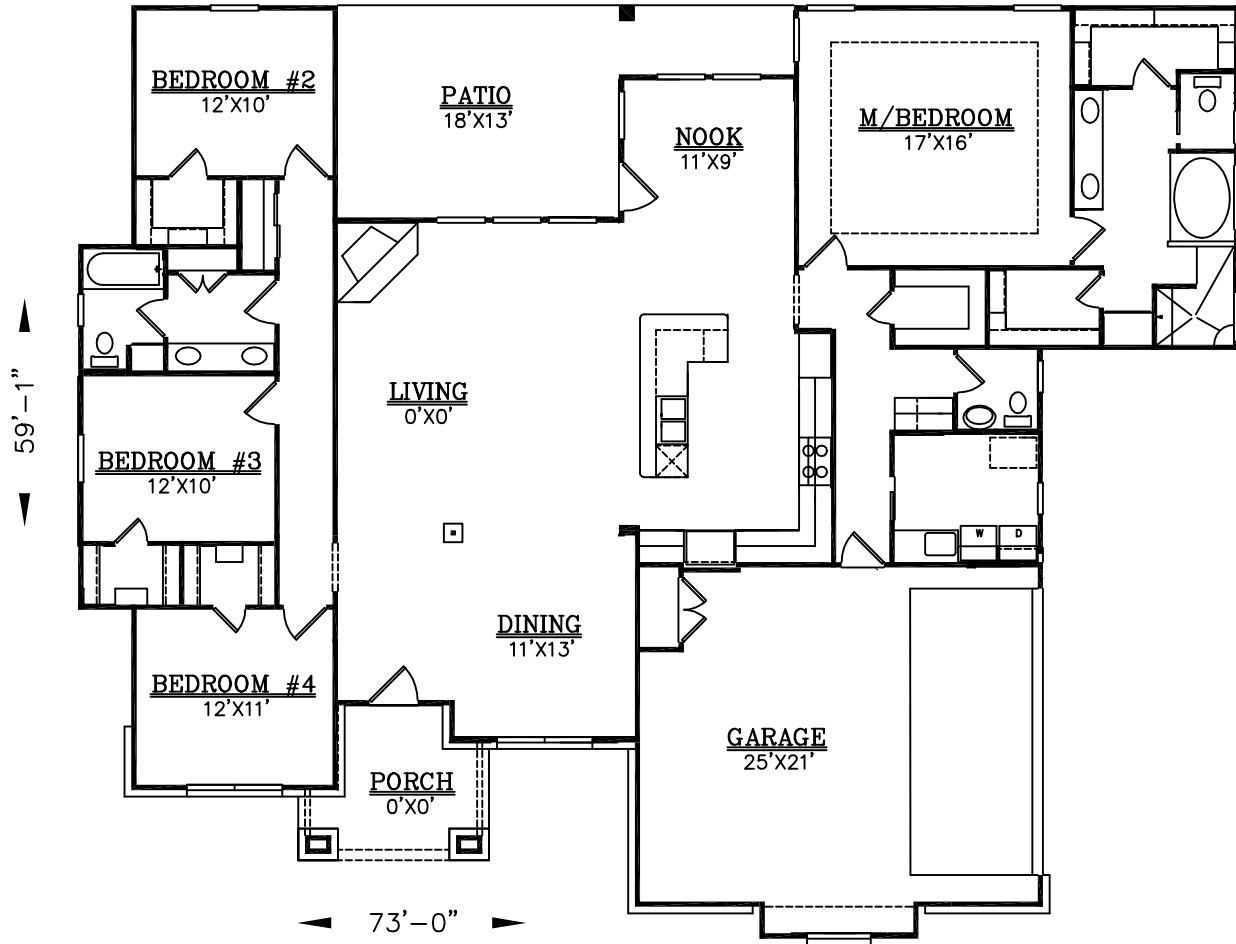 BEDROOM #2
12'X10'
PATIO
18'X13'
NOOK
11'X9'
M/BEDROOM
17'X16'
59'-1"
LIVING
0'X0'
BEDROOM #3
12'X10'
W
D
DINING
11'X13'
BEDROOM #4
12'X11'
GARAGE
25'X21'
PORCH
0'X0'
73'-0"